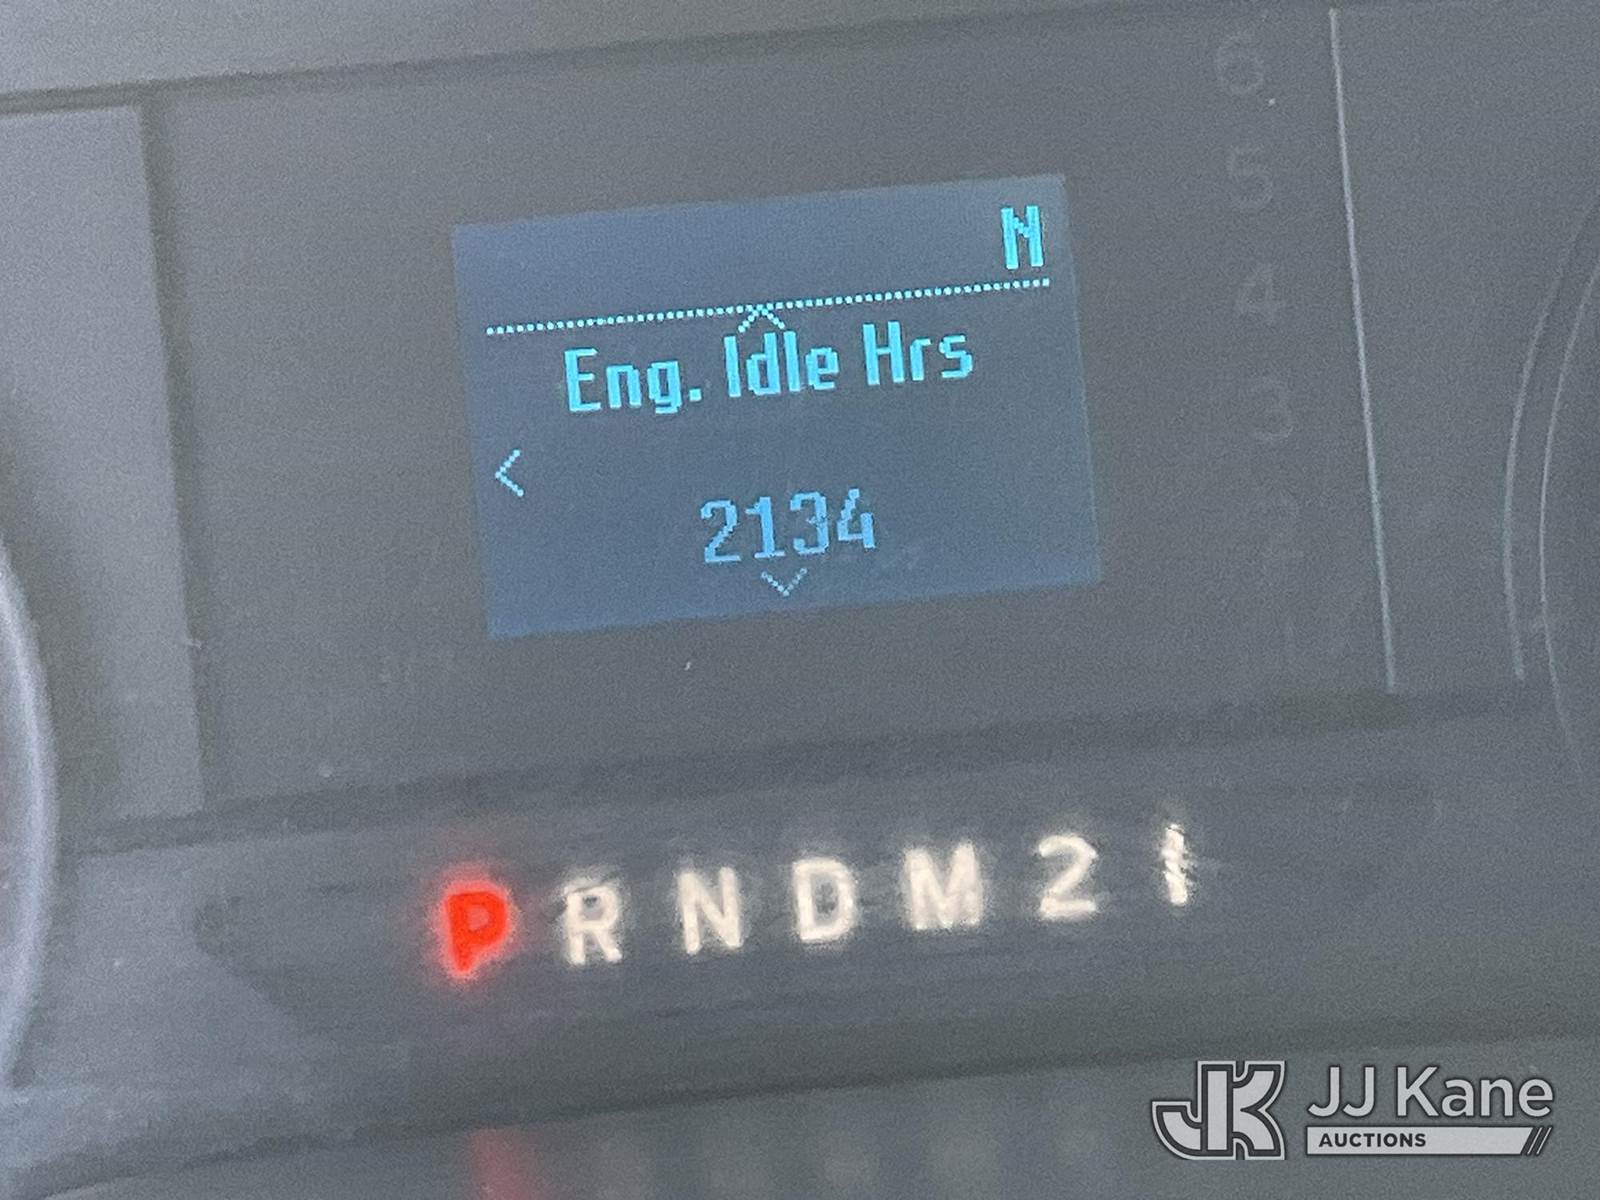 6
5
4
3
N
Eng. Idle Hrs
2134
P R N D M 2 1
JJ Kane
AUCTIONS